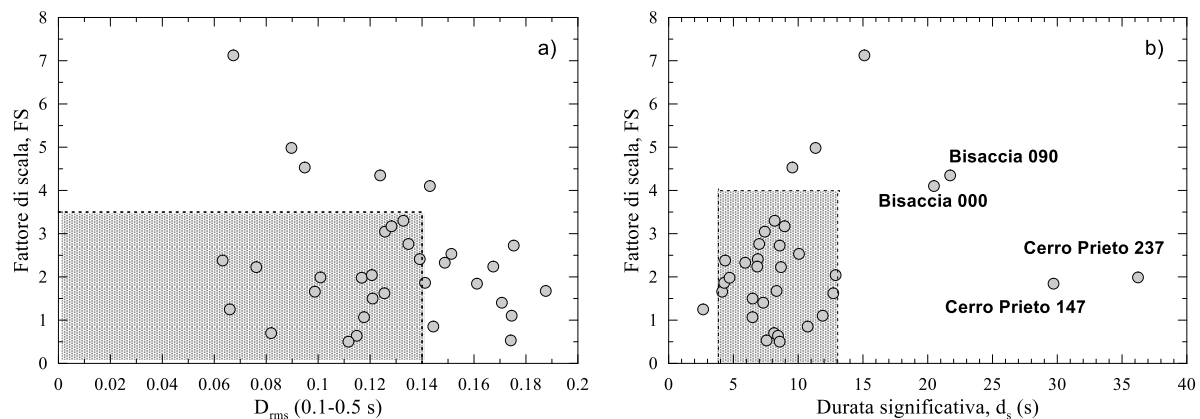 8
7
6
5
4
3
2
1
0
Fattore di scala, FS
a)
0 0.02 0.04 0.06 0.08 0.1 0.12 0.14 0.16 0.18 0.2
Drms (0.1-0.5 s)
8
7
6
5
4
3
2
1
0
Fattore di scala, FS
b)
Bisaccia 090
Bisaccia 000
Cerro Prieto 237
Cerro Prieto 147
0 5 10 15 20 25 30 35 40
Durata significativa, ds (s)